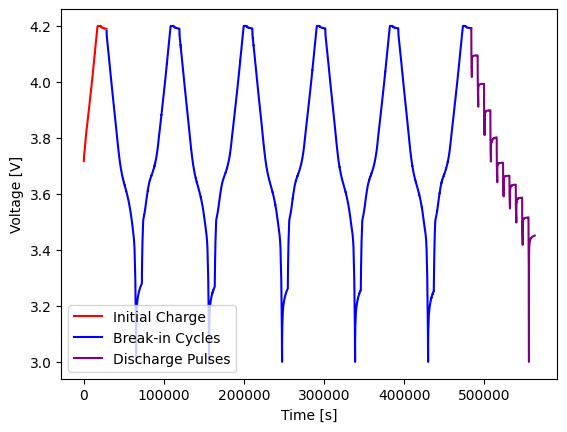 4.2
4.0
3.8
3.6
3.4
3.2
3.0
Voltage [V]
Initial Charge
Break-in Cycles
Discharge Pulses
0
100000
200000
300000
400000
500000
Time [s]